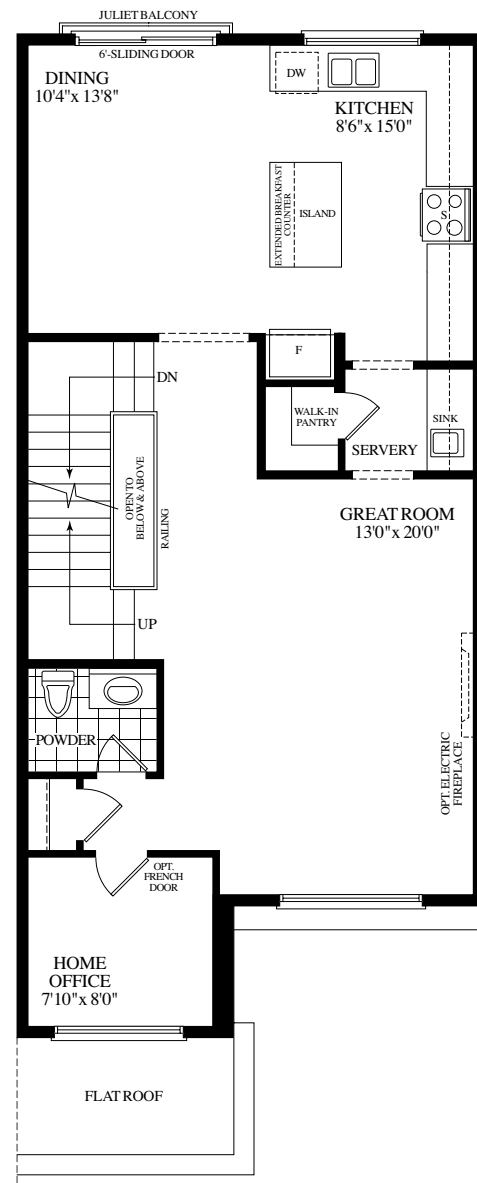 JULIET BALCONY
6'-SLIDING DOOR
DINING
10'4"x 13'8"
DW
KITCHEN
8'6"x 15'0"
EXTENDED BREAKFAST
COUNTER
ISLAND
S
F
DN
WALK-IN
PANTRY
SINK
SERVERY
OPEN TO
BELOW & ABOVE
RAILING
GREAT ROOM
13'0"x 20'0"
UP
POWDER
OPT. ELECTRIC
FIREPLACE
OPT.
FRENCH
DOOR
HOME
OFFICE
7'10"x 8'0"
FLAT ROOF